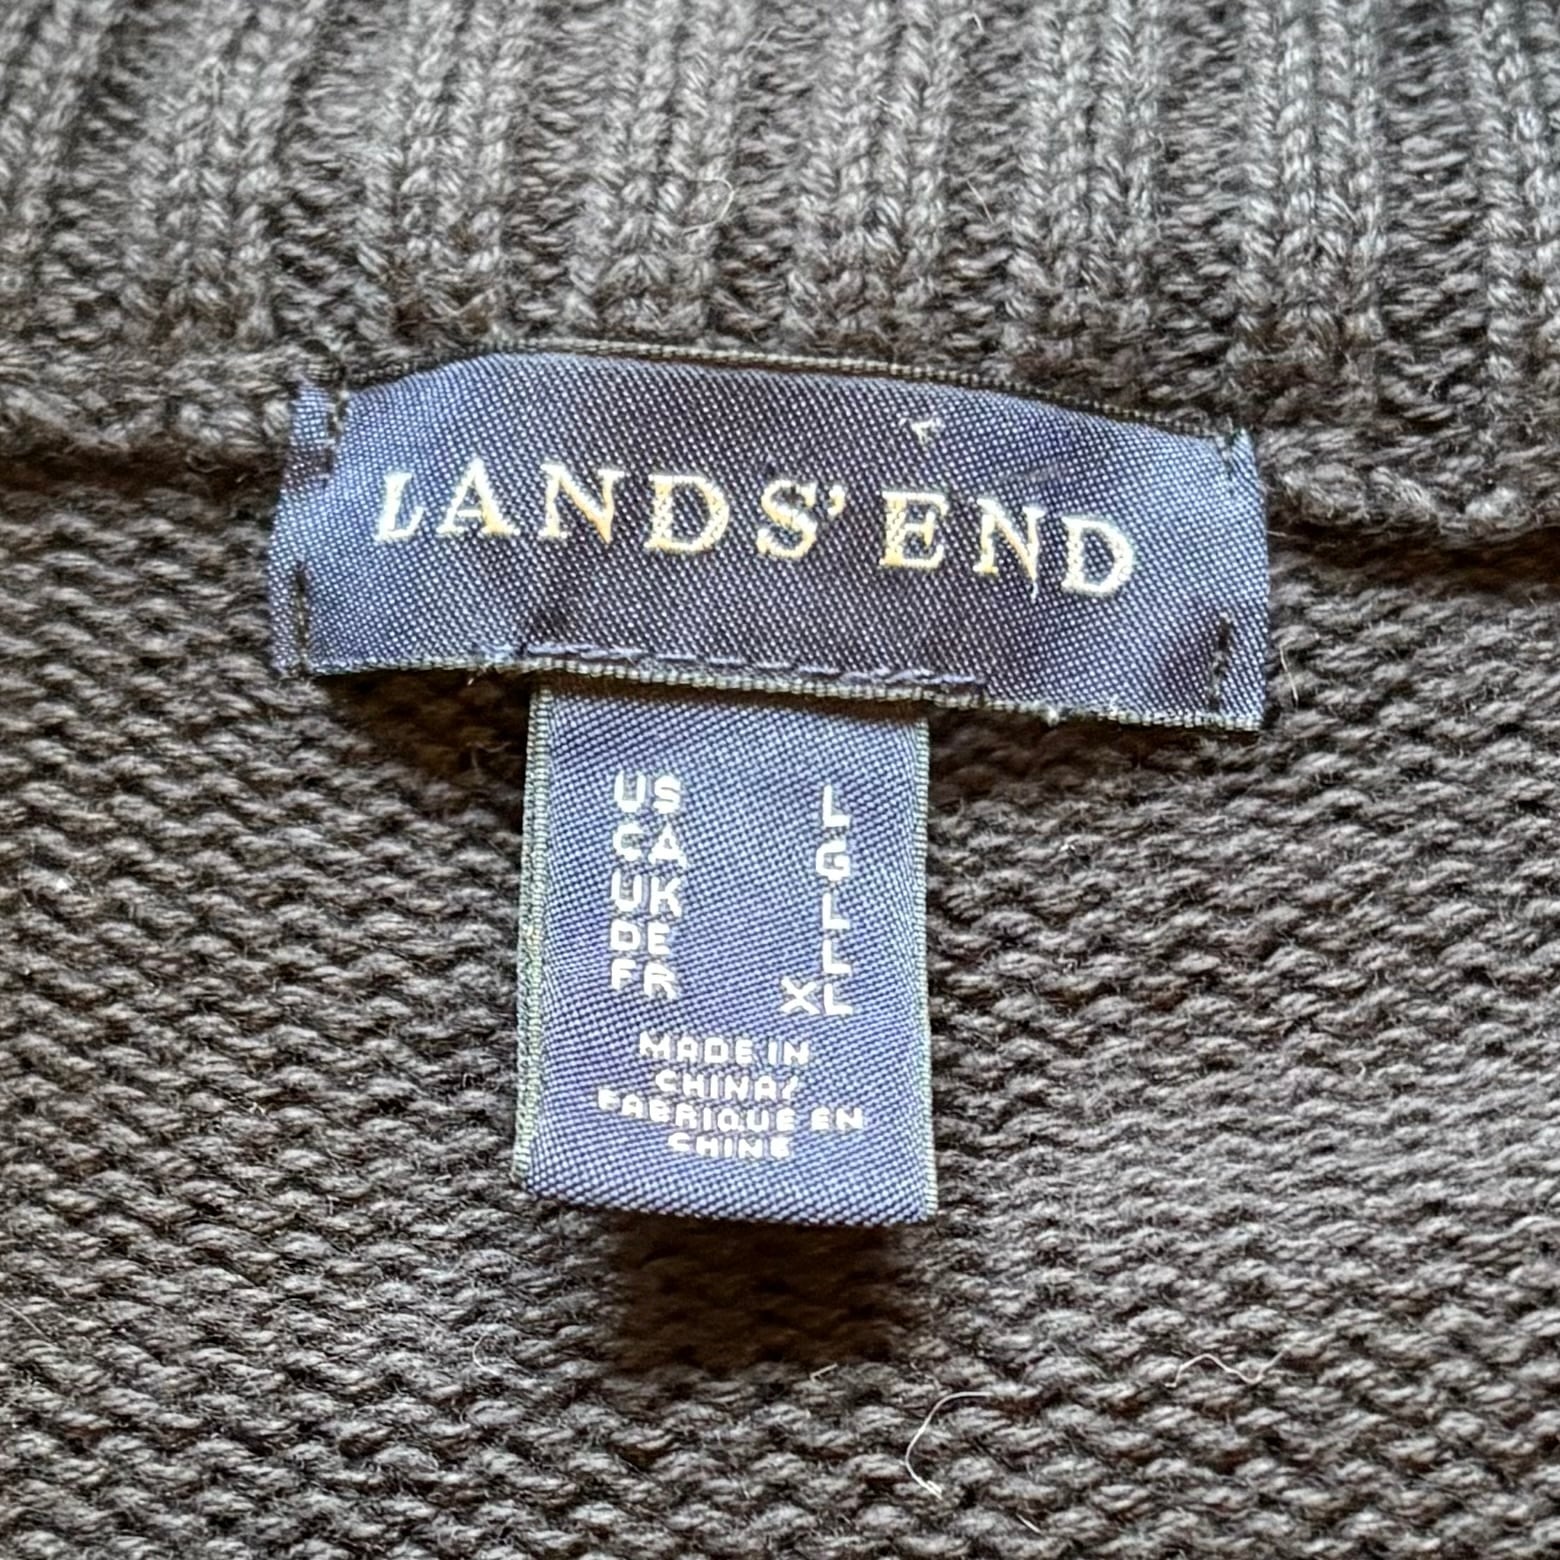 LANDS' END
US L
CA G
UK L
DE L
FR XL
MADE IN
CHINA/
FABRIQUE EN
CHINE